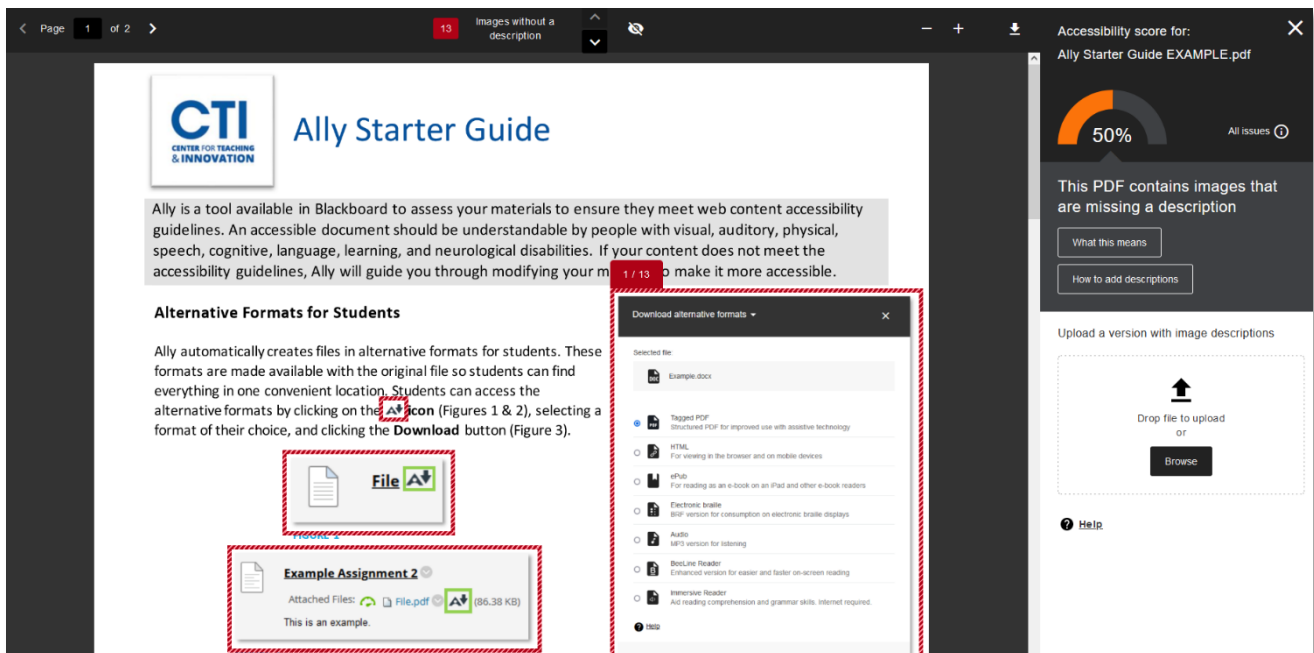 Page 1 of 2
13 Images without a
description
Accessibility score for:
Ally Starter Guide EXAMPLE.pdf
50%
All issues
This PDF contains images that
are missing a description
What this means
How to add descriptions
Upload a version with image descriptions
Drop file to upload
or
Browse
Help
CTI
CENTER FOR TEACHING
& INNOVATION
Ally Starter Guide
Ally is a tool available in Blackboard to assess your materials to ensure they meet web content accessibility
guidelines. An accessible document should be understandable by people with visual, auditory, physical,
speech, cognitive, language, learning, and neurological disabilities. If your content does not meet the
accessibility guidelines, Ally will guide you through modifying your m o make it more accessible.
1 / 13
Alternative Formats for Students
Ally automatically creates files in alternative formats for students. These
formats are made available with the original file so students can find
everything in one convenient location. Students can access the
alternative formats by clicking on the A icon (Figures 1 & 2), selecting a
format of their choice, and clicking the Download button (Figure 3).
File A
FIGURE 1
Example Assignment 2
Attached Files: File.pdf A (86.38 KB)
This is an example.
Download alternative formats
Selected file:
DOC Example.docx
PDF Tagged PDF
Structured PDF for improved use with assistive technology
HTML
For viewing in the browser and on mobile devices
ePub
For reading as an e-book on an iPad and other e-book readers
Electronic braille
BRF version for consumption on electronic braille displays
Audio
MP3 version for listening
B BeeLine Reader
Enhanced version for easier and faster on-screen reading
Immersive Reader
Aid reading comprehension and grammar skills. Internet required.
Help